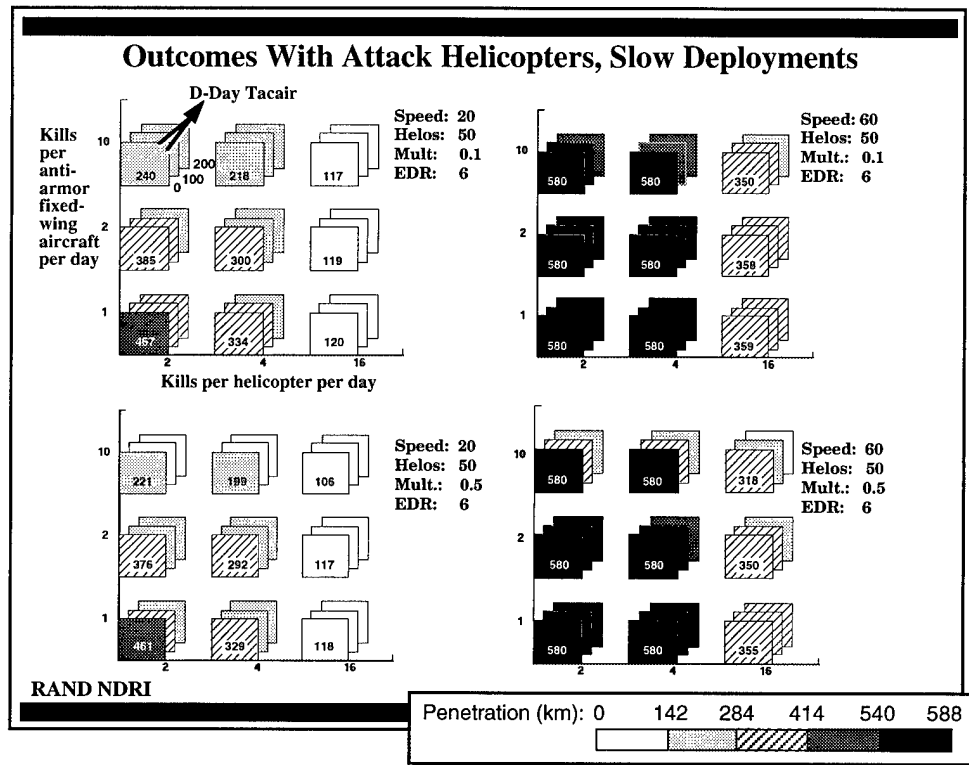 Outcomes With Attack Helicopters, Slow Deployments
D-Day Tacair
Kills
per
anti-
armor
fixed-
wing
aircraft
per day
Speed: 20
Helos: 50
Mult: 0.1
EDR: 6
10
240
0
100
200
218
117
2
385
300
119
1
457
334
120
2
4
16
Kills per helicopter per day
Speed: 60
Helos: 50
Mult.: 0.1
EDR: 6
10
580
580
350
2
580
580
358
1
580
580
359
2
4
16
Speed: 20
Helos: 50
Mult.: 0.5
EDR: 6
10
221
199
106
2
376
292
117
1
461
329
118
2
4
16
Speed: 60
Helos: 50
Mult.: 0.5
EDR: 6
10
580
580
318
2
580
580
350
1
580
580
355
2
4
16
RAND NDRI
Penetration (km): 0 142 284 414 540 588